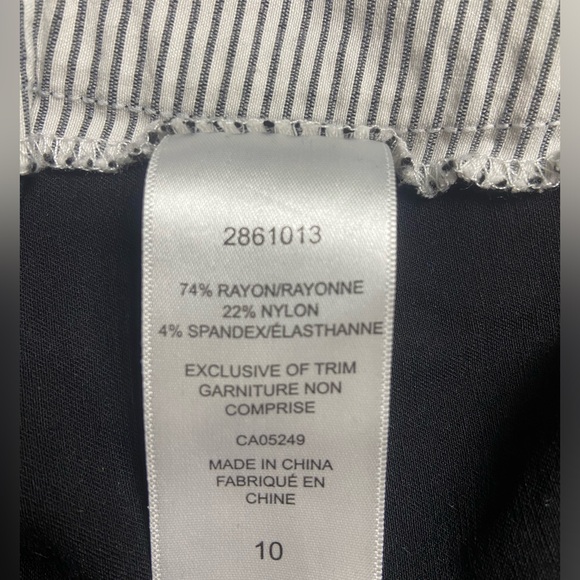 2861013
74% RAYON/RAYONNE
22% NYLON
4% SPANDEX/ÉLASTHANNE
EXCLUSIVE OF TRIM
GARNITURE NON
COMPRISE
CA05249
MADE IN CHINA
FABRIQUÉ EN
CHINE
10